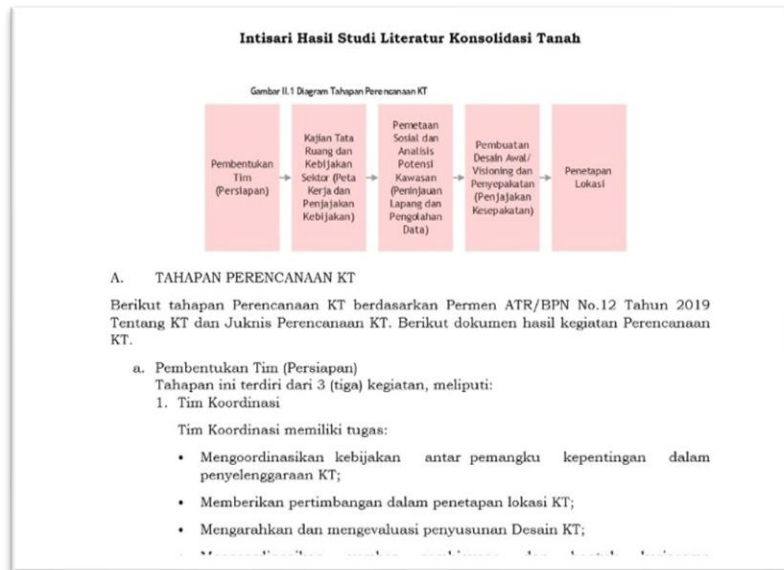 Intisari Hasil Studi Literatur Konsolidasi Tanah
Gambar II.1 Diagram Tahapan Perencanaan KT
Pembentukan
Tim
(Persiapan)
Kajian Tata
Ruang dan
Kebijakan
Sektor (Peta
Kerja dan
Penjajakan
Kebijakan)
Pemetaan
Sosial dan
Analisis
Potensi
Kawasan
(Peninjauan
Lapang dan
Pengolahan
Data)
Pembuatan
Desain Awal/
Visioning dan
Penyepakatan
(Penjajakan
Kesepakatan)
Penetapan
Lokasi
A. TAHAPAN PERENCANAAN KT
Berikut tahapan Perencanaan KT berdasarkan Permen ATR/BPN No.12 Tahun 2019
Tentang KT dan Juknis Perencanaan KT. Berikut dokumen hasil kegiatan Perencanaan
KT.
a. Pembentukan Tim (Persiapan)
Tahapan ini terdiri dari 3 (tiga) kegiatan, meliputi:
1. Tim Koordinasi
Tim Koordinasi memiliki tugas:
• Mengoordinasikan kebijakan antar pemangku kepentingan dalam
penyelenggaraan KT;
• Memberikan pertimbangan dalam penetapan lokasi KT;
• Mengarahkan dan mengevaluasi penyusunan Desain KT;